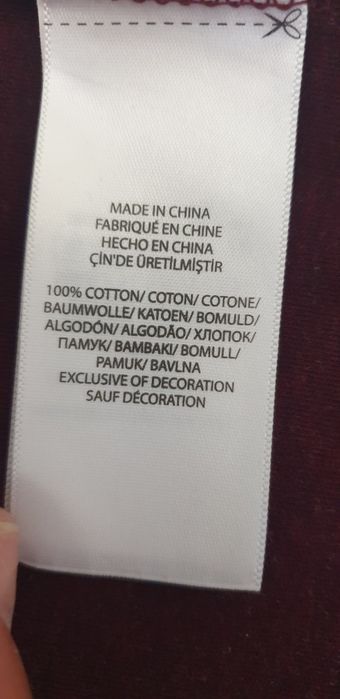 MADE IN CHINA
FABRIQUÉ EN CHINE
HECHO EN CHINA
ÇİN'DE ÜRETİLMİŞTİR
100% COTTON/ COTON/ COTONE/
BAUMWOLLE/ KATOEN/ BOMULD/
ALGODÓN/ ALGODÃO/ ХЛОПОК/
ПАМУК/ BAMBAKI/ BOMULL/
PAMUK/ BAVLNA
EXCLUSIVE OF DECORATION
SAUF DÉCORATION